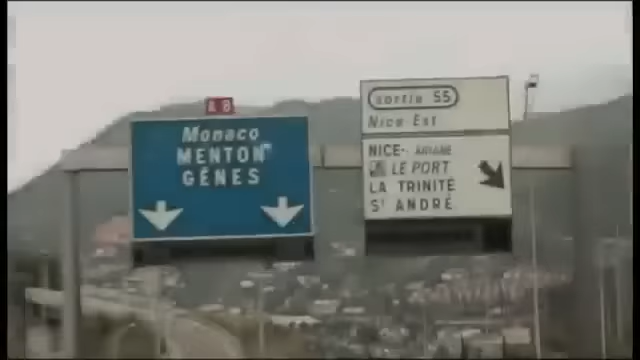 A 8
Monaco
MENTON
GÊNES
sortie 55
Nice Est
NICE- ARIANE
LE PORT
LA TRINITÉ
ST ANDRÉ